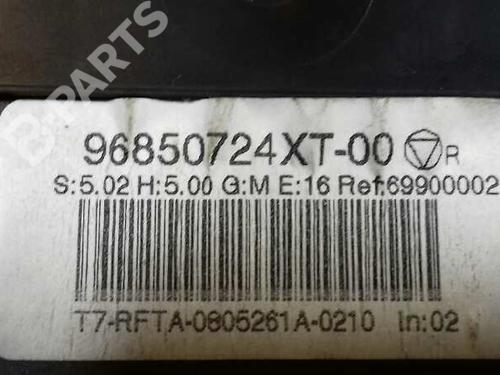 96850724XT-00 R
S:5.02 H:5.00 G:M E:16 Ref:69900002
T7-RFTA-0805261A-0210 In:02
B-PARTS